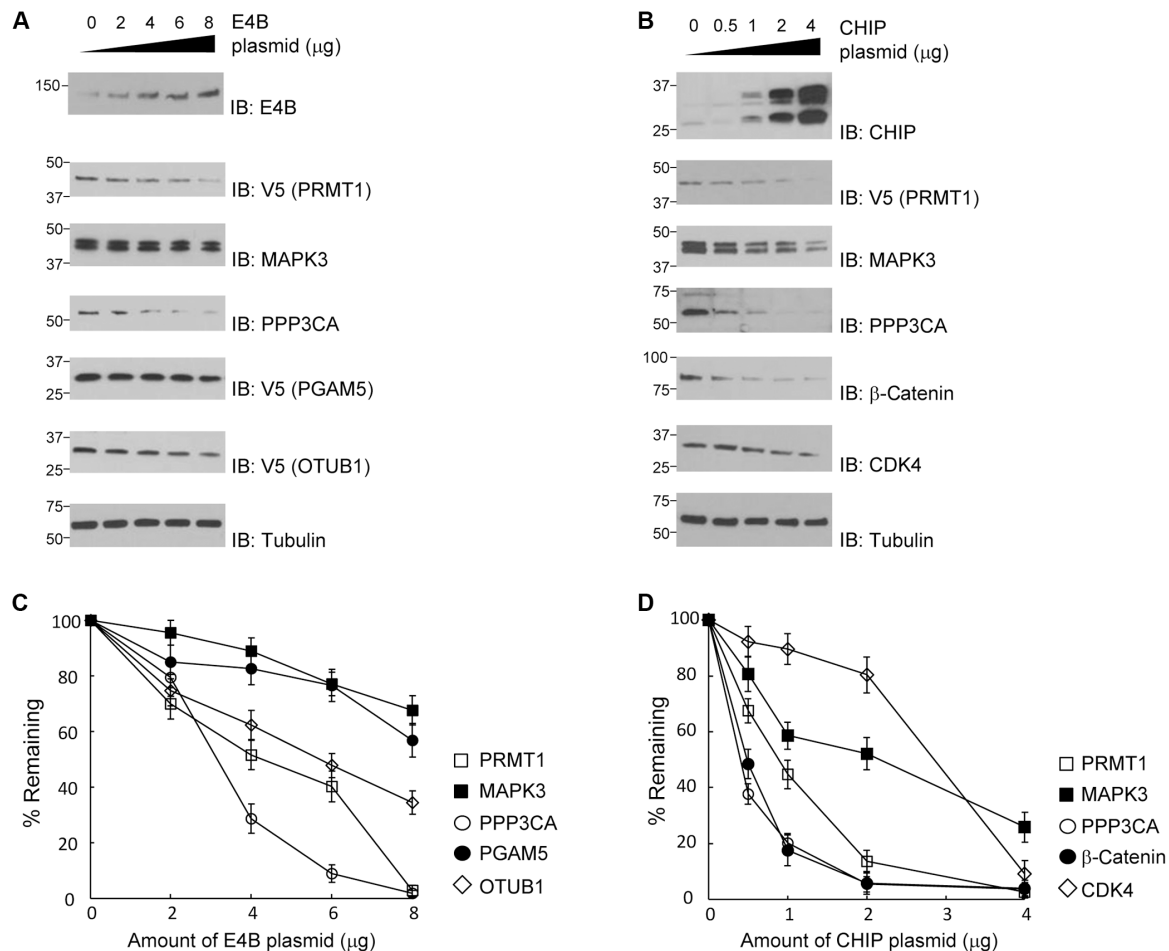 A
0 2 4 6 8 E4B
plasmid (μg)
150
IB: E4B
50
37
IB: V5 (PRMT1)
50
37
IB: MAPK3
50
IB: PPP3CA
37
25
IB: V5 (PGAM5)
37
25
IB: V5 (OTUB1)
75
50
IB: Tubulin
B
0 0.5 1 2 4 CHIP
plasmid (μg)
37
25
IB: CHIP
50
37
IB: V5 (PRMT1)
50
37
IB: MAPK3
75
50
IB: PPP3CA
100
75
IB: β-Catenin
37
25
IB: CDK4
75
50
IB: Tubulin
C
% Remaining
100
80
60
40
20
0
0 2 4 6 8
Amount of E4B plasmid (μg)
PRMT1
MAPK3
PPP3CA
PGAM5
OTUB1
D
% Remaining
100
80
60
40
20
0
0 1 2 3 4
Amount of CHIP plasmid (μg)
PRMT1
MAPK3
PPP3CA
β-Catenin
CDK4